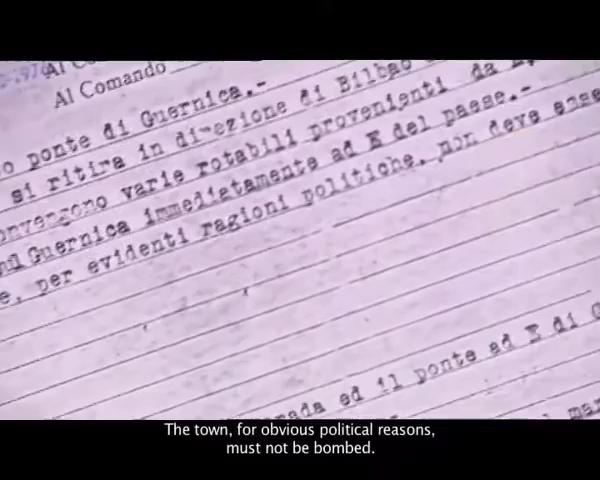 Al Comando
o ponte di Guernica.-
si ritira in direzione di Bilbao
convengono varie rotabili provenienti da
Guernica immediatamente ad E del paese.-
e, per evidenti ragioni politiche, non deve esse
ed il ponte ad E di G
The town, for obvious political reasons,
must not be bombed.